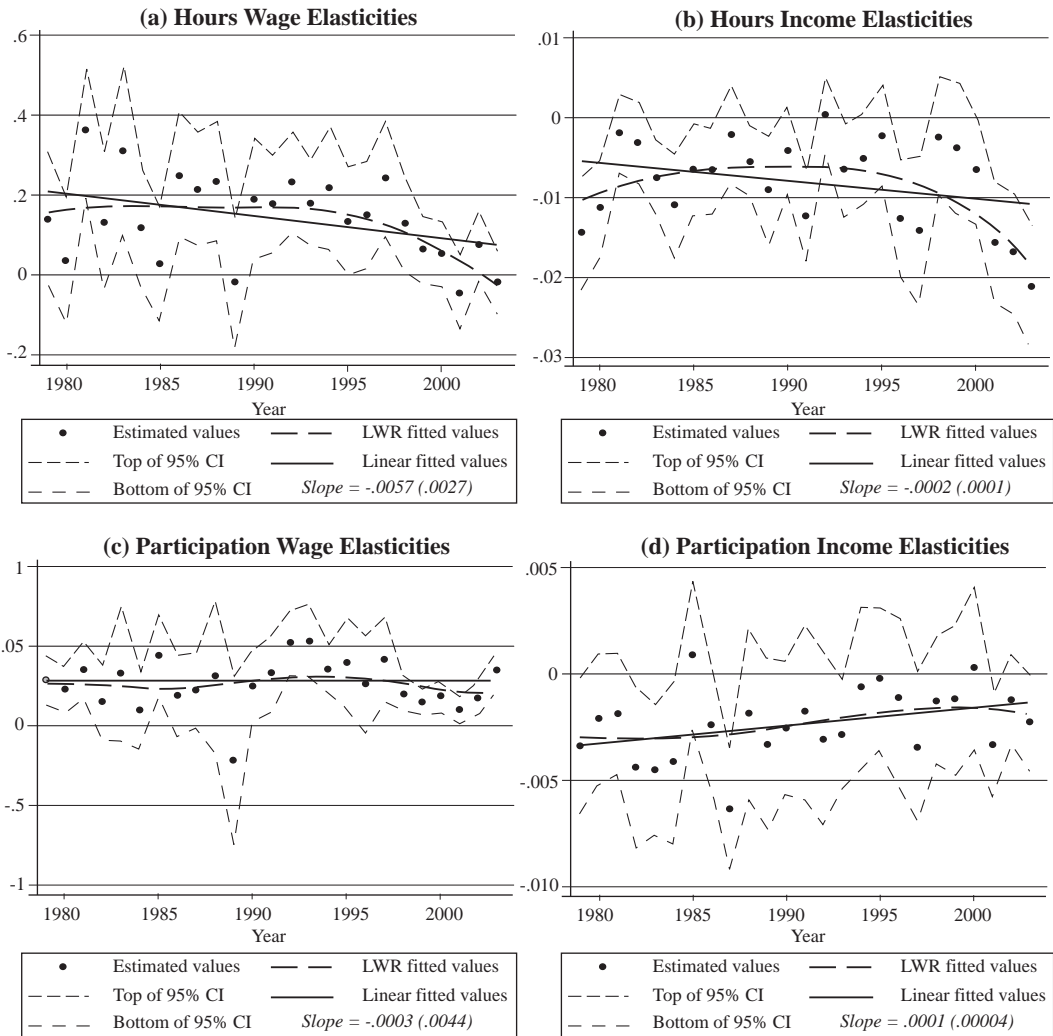 (a) Hours Wage Elasticities
.6
.4
.2
0
-.2
1980 1985 1990 1995 2000
Year
Estimated values LWR fitted values
Top of 95% CI Linear fitted values
Bottom of 95% CI Slope = -.0057 (.0027)
(b) Hours Income Elasticities
.01
0
-.01
-.02
-.03
1980 1985 1990 1995 2000
Year
Estimated values LWR fitted values
Top of 95% CI Linear fitted values
Bottom of 95% CI Slope = -.0002 (.0001)
(c) Participation Wage Elasticities
1
.05
0
-.5
-1
1980 1985 1990 1995 2000
Year
Estimated values LWR fitted values
Top of 95% CI Linear fitted values
Bottom of 95% CI Slope = -.0003 (.0044)
(d) Participation Income Elasticities
.005
0
-.005
-.010
1980 1985 1990 1995 2000
Year
Estimated values LWR fitted values
Top of 95% CI Linear fitted values
Bottom of 95% CI Slope = .0001 (.00004)